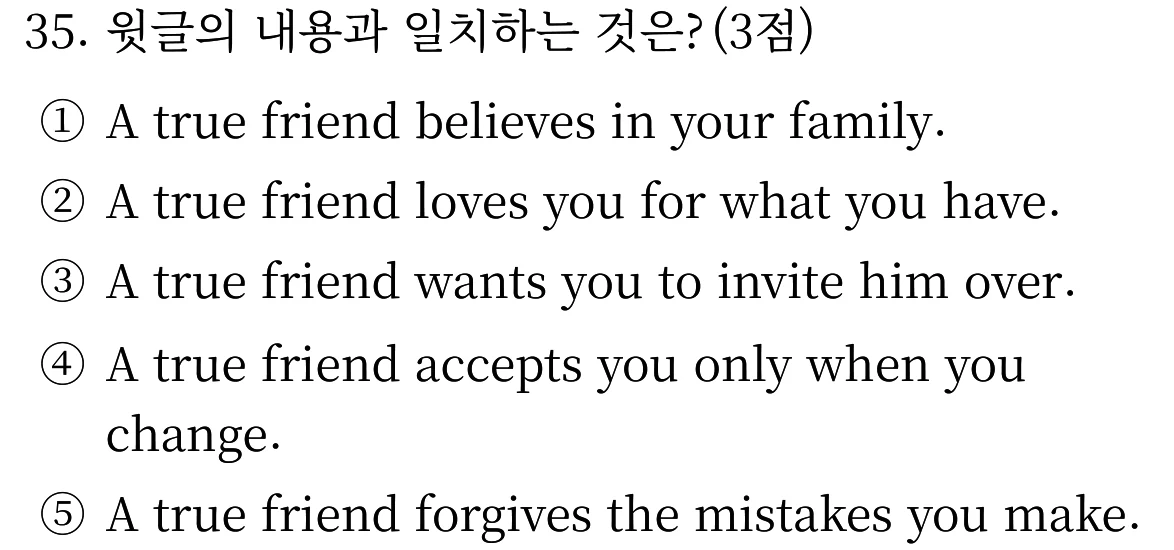 35. 윗글의 내용과 일치하는 것은?(3점)
① A true friend believes in your family.
② A true friend loves you for what you have.
③ A true friend wants you to invite him over.
④ A true friend accepts you only when you
change.
⑤ A true friend forgives the mistakes you make.